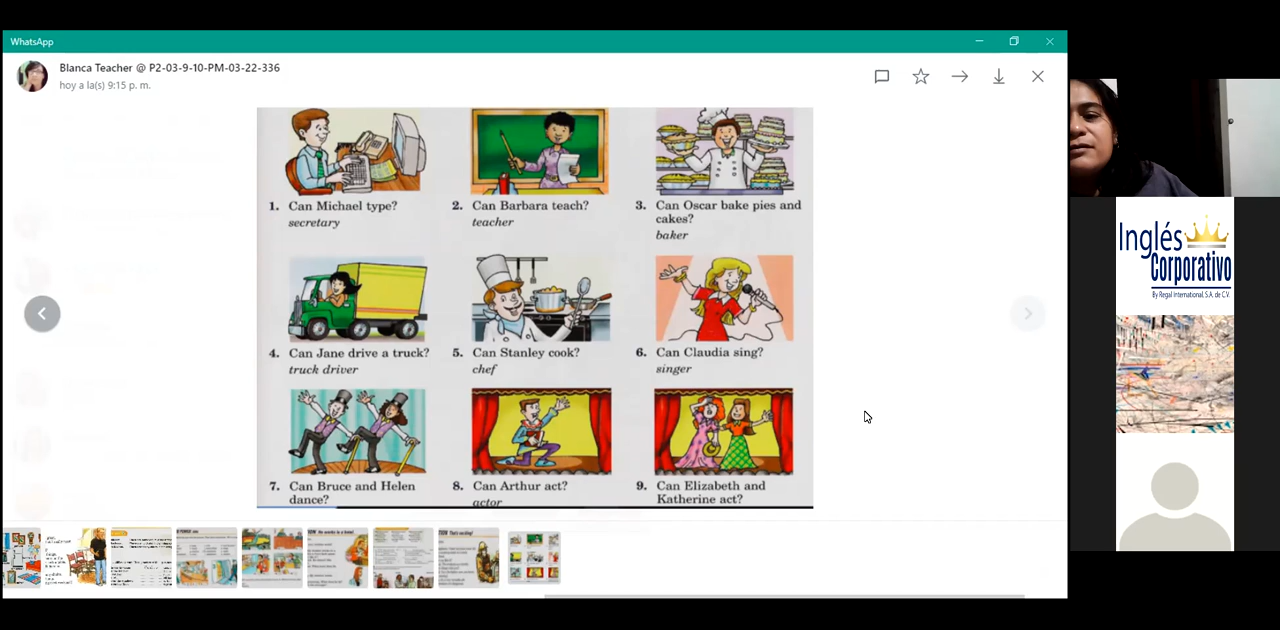 WhatsApp
Blanca Teacher @ P2-03-9-10-PM-03-22-336
hoy a la(s) 9:15 p. m.
1. Can Michael type?
secretary
2. Can Barbara teach?
teacher
3. Can Oscar bake pies and
cakes?
baker
4. Can Jane drive a truck?
truck driver
5. Can Stanley cook?
chef
6. Can Claudia sing?
singer
7. Can Bruce and Helen
dance?
8. Can Arthur act?
actor
9. Can Elizabeth and
Katherine act?
Inglés
Corporativo
By Regal International, S.A. de C.V.